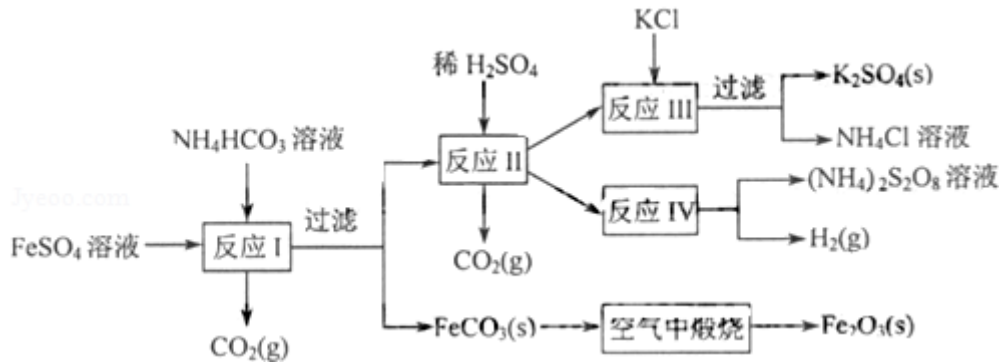 KCl
稀 H₂SO₄
过滤
K₂SO₄(s)
反应 III
NH₄HCO₃ 溶液
NH₄Cl 溶液
反应 II
(NH₄)₂S₂O₈ 溶液
Jyeoo.com
过滤
反应 IV
FeSO₄ 溶液
反应 I
H₂(g)
CO₂(g)
FeCO₃(s)
空气中煅烧
Fe₂O₃(s)
CO₂(g)